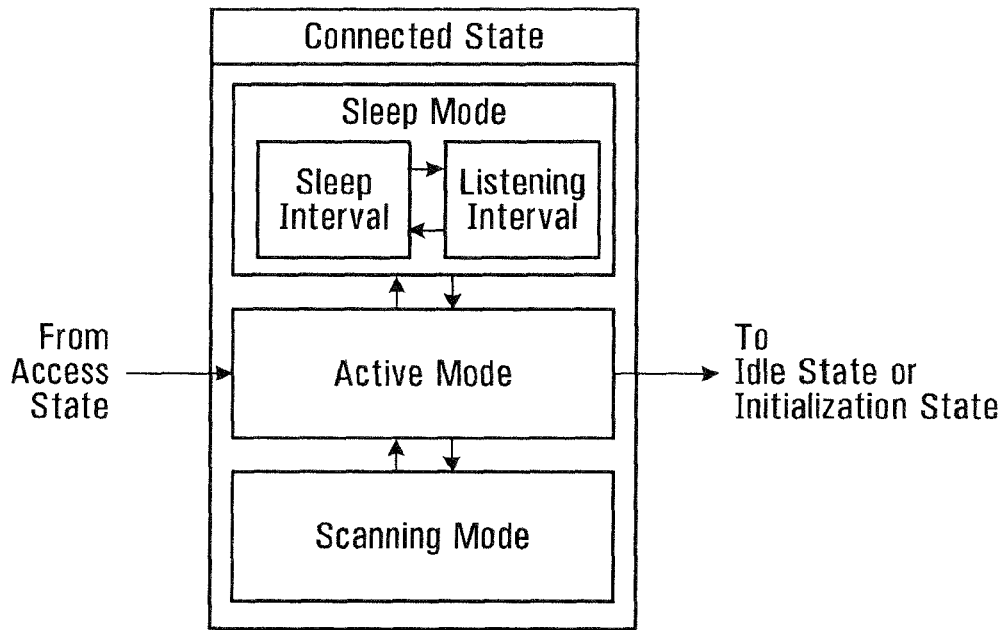 Connected State
Sleep Mode
Sleep
Interval
Listening
Interval
From
Access
State
Active Mode
To
Idle State or
Initialization State
Scanning Mode